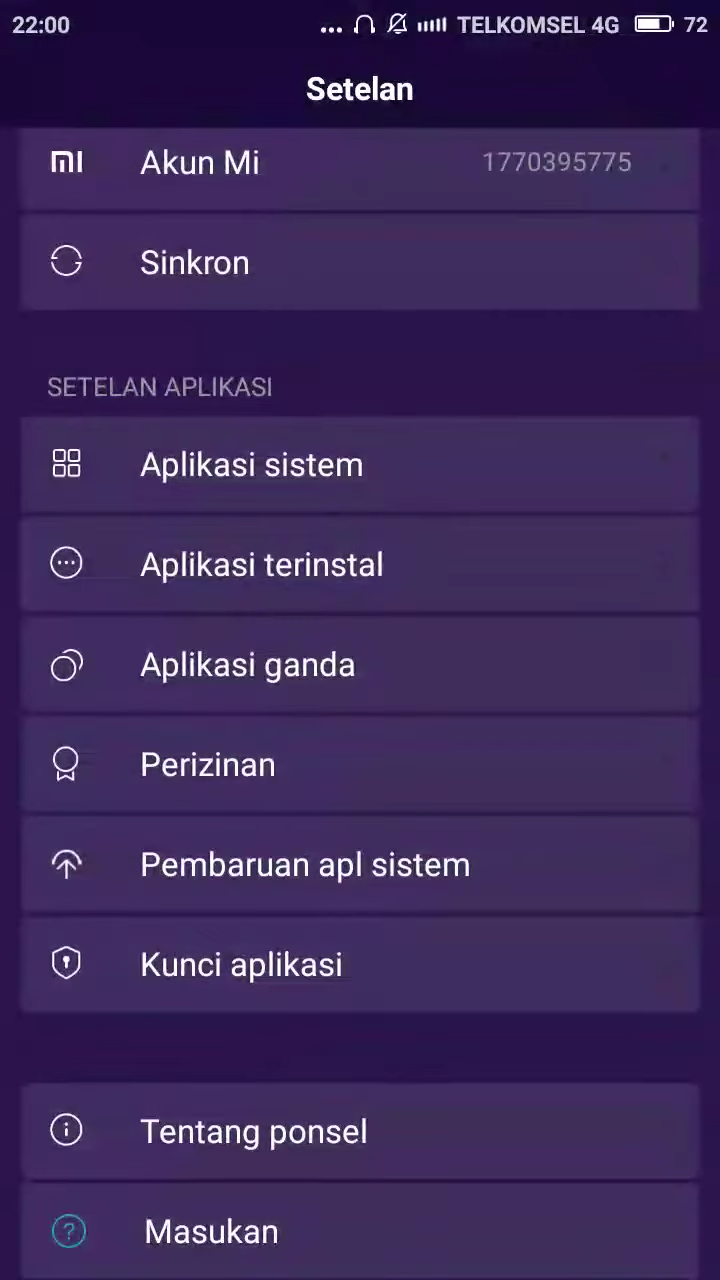 22:00 ... TELKOMSEL 4G 72
Setelan
MI Akun Mi 1770395775
Sinkron
SETELAN APLIKASI
Aplikasi sistem
Aplikasi terinstal
Aplikasi ganda
Perizinan
Pembaruan apl sistem
Kunci aplikasi
Tentang ponsel
? Masukan